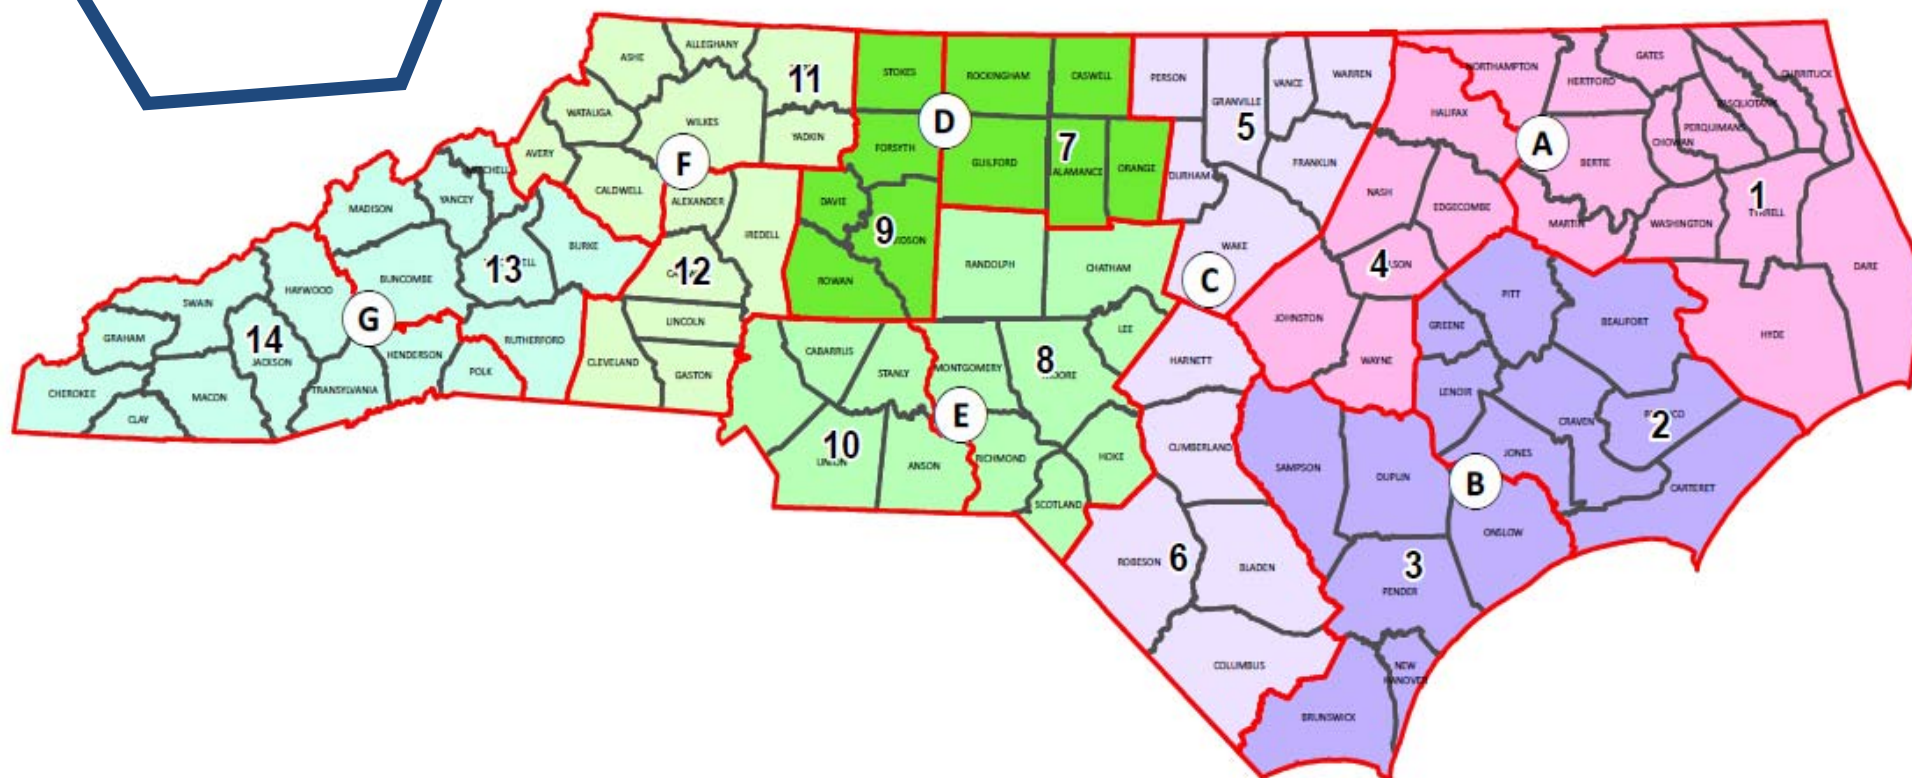 ASHE
ALLEGHANY
11
STOKES
ROCKINGHAM
CASWELL
PERSON
GRANVILLE
VANCE
WARREN
NORTHAMPTON
HERTFORD
GATES
CURRITUCK
WATAUGA
WILKES
YADKIN
D
FORSYTH
GUILFORD
7
ALAMANCE
ORANGE
DURHAM
5
FRANKLIN
HALIFAX
A
BERTIE
CHOWAN
PERQUIMANS
PASQUOTANK
AVERY
F
CALDWELL
ALEXANDER
IREDELL
DAVIE
9
NASH
EDGECOMBE
MARTIN
WASHINGTON
1
TYRRELL
DARE
MITCHELL
YANCEY
MADISON
BURKE
BUNCOMBE
13
12
ROWAN
RANDOLPH
CHATHAM
WAKE
C
4
HAYWOOD
SWAIN
G
GRAHAM
14
JACKSON
HENDERSON
RUTHERFORD
POLK
TRANSYLVANIA
CHEROKEE
CLAY
MACON
LINCOLN
CLEVELAND
GASTON
CABARRUS
STANLY
MONTGOMERY
8
LEE
HARNETT
JOHNSTON
WAYNE
GREENE
PITT
BEAUFORT
HYDE
LENOIR
CRAVEN
2
E
10
ANSON
RICHMOND
HOKE
SCOTLAND
CUMBERLAND
SAMPSON
DUPLIN
B
JONES
CARTERET
ONSLOW
ROBESON
6
BLADEN
3
PENDER
COLUMBUS
NEW
HANOVER
BRUNSWICK